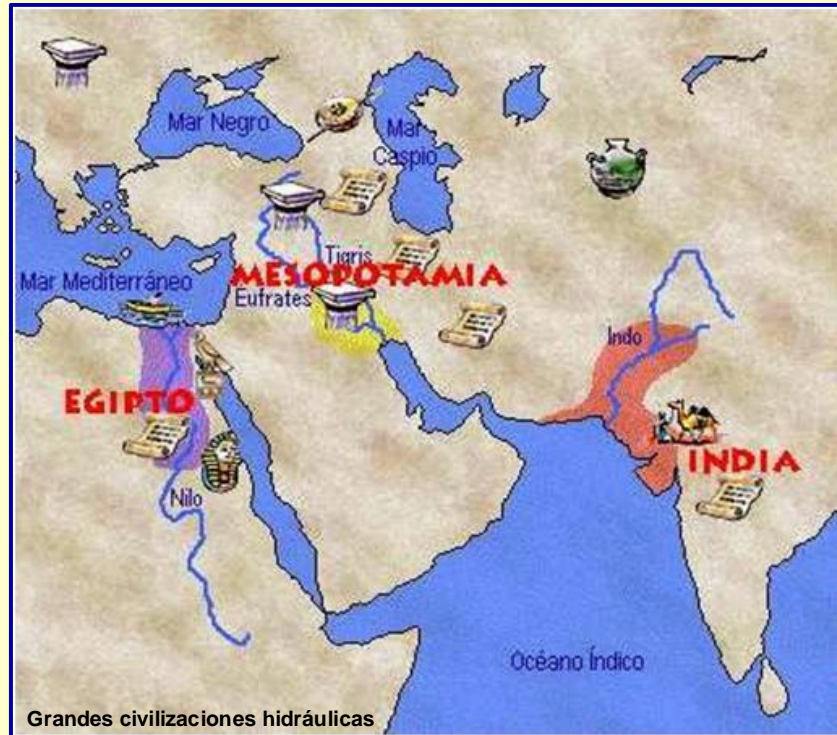 Mar Negro
Mar
Caspio
Tigris
MESOPOTAMIA
Mar Mediterráneo
Eufrates
Indo
EGIPTO
INDIA
Nilo
Océano Índico
Grandes civilizaciones hidráulicas